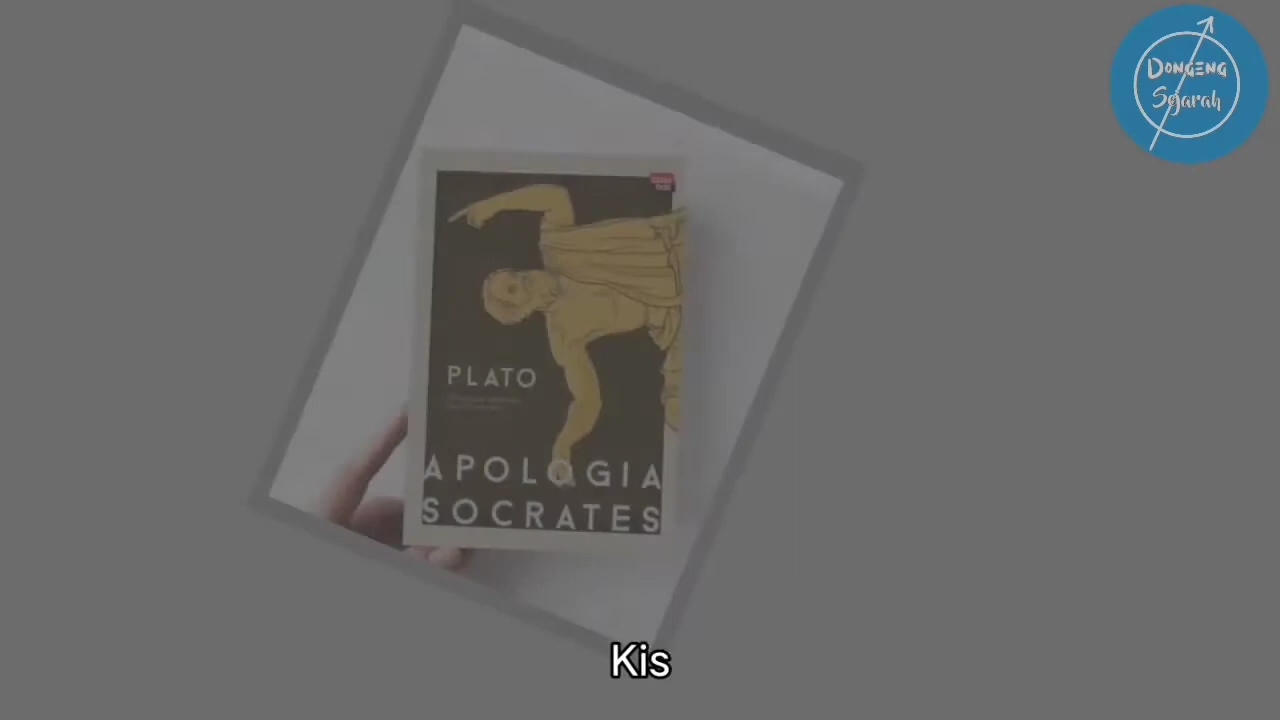 Dongeng
Sejarah
PLATO
APOLOGIA
SOCRATES
Kis